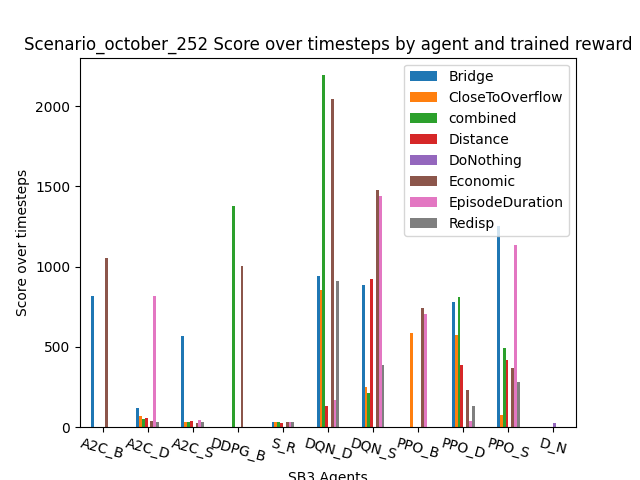 Scenario_october_252 Score over timesteps by agent and trained reward
Score over timesteps
2000
1500
1000
500
0
Bridge
CloseToOverflow
combined
Distance
DoNothing
Economic
EpisodeDuration
Redisp
A2C_B
A2C_D
A2C_S
DDPG_B
S_R
DQN_D
DQN_S
PPO_B
PPO_D
PPO_S
D_N
SB3 Agents